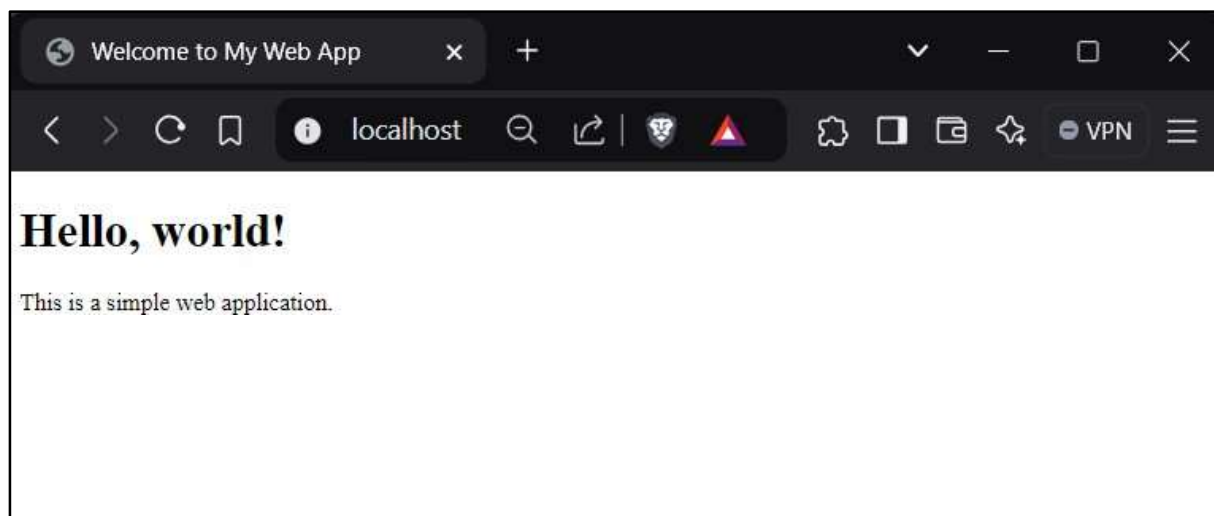 Welcome to My Web App
localhost
VPN
Hello, world!
This is a simple web application.